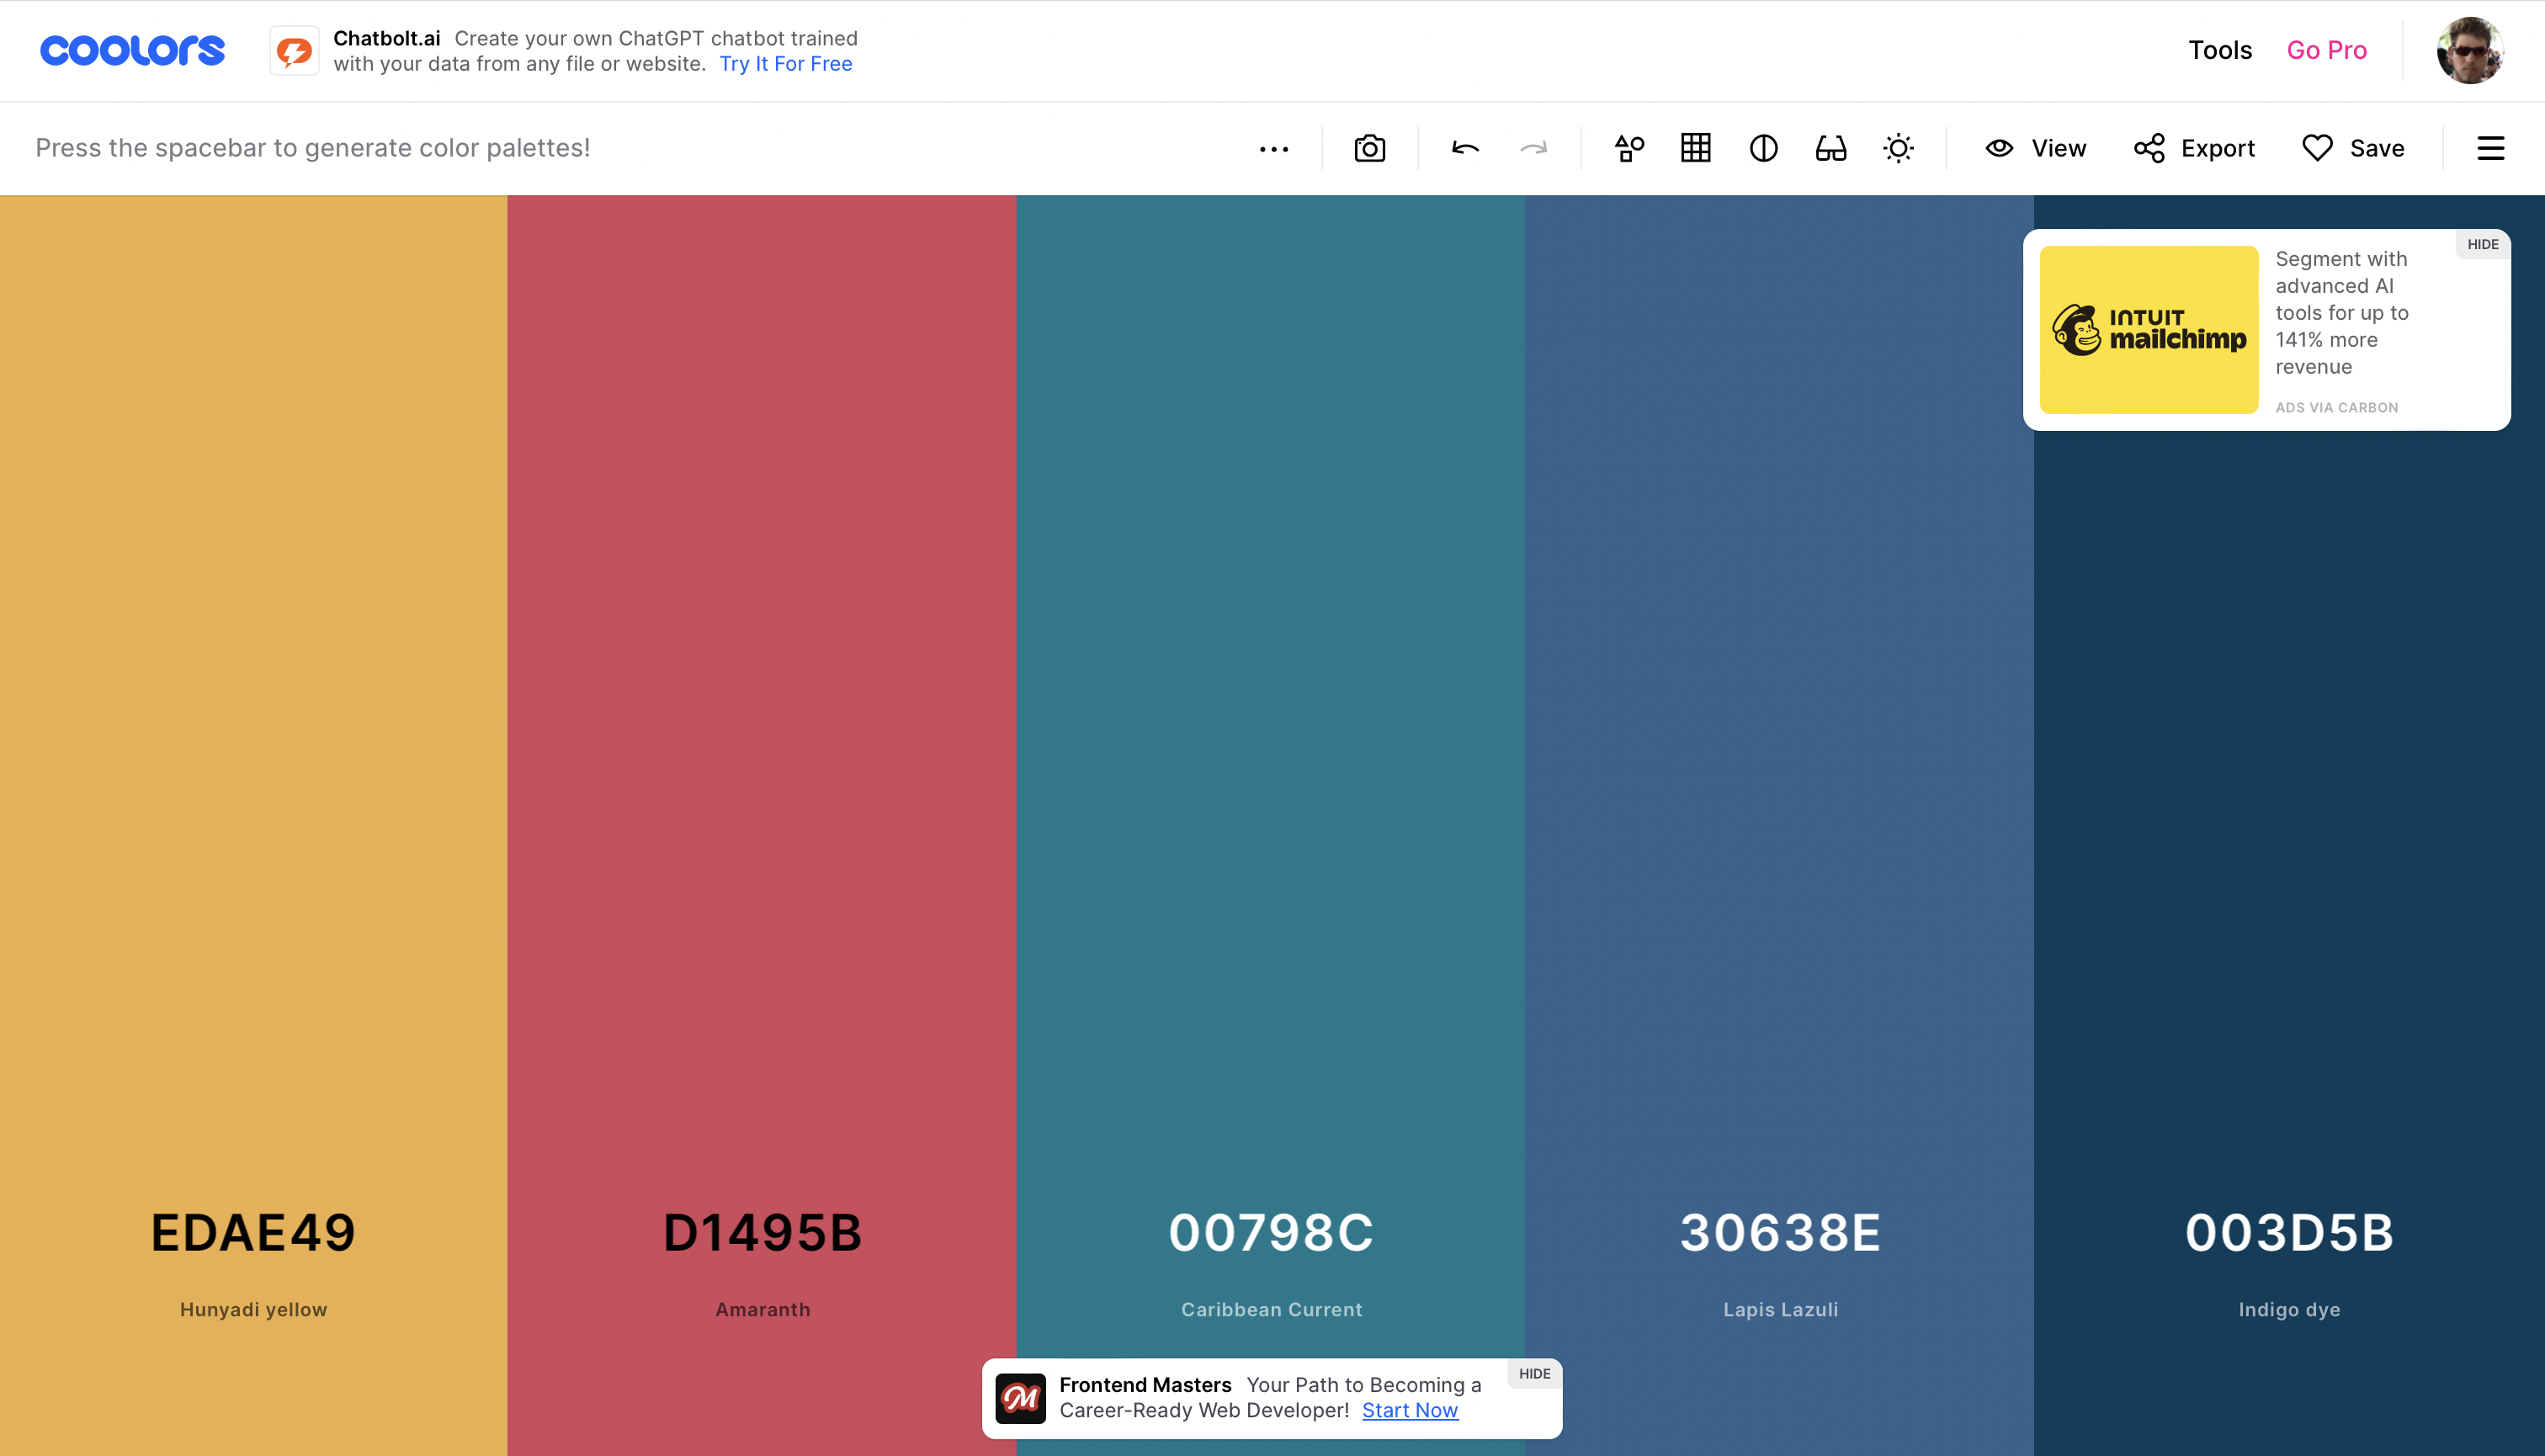 coolors
Chatbolt.ai Create your own ChatGPT chatbot trained
with your data from any file or website. Try It For Free
Tools
Go Pro
Press the spacebar to generate color palettes!
View
Export
Save
HIDE
Segment with
advanced AI
tools for up to
141% more
revenue
INTUIT
mailchimp
ADS VIA CARBON
EDAE49
Hunyadi yellow
D1495B
Amaranth
00798C
Caribbean Current
30638E
Lapis Lazuli
003D5B
Indigo dye
HIDE
M
Frontend Masters Your Path to Becoming a
Career-Ready Web Developer! Start Now